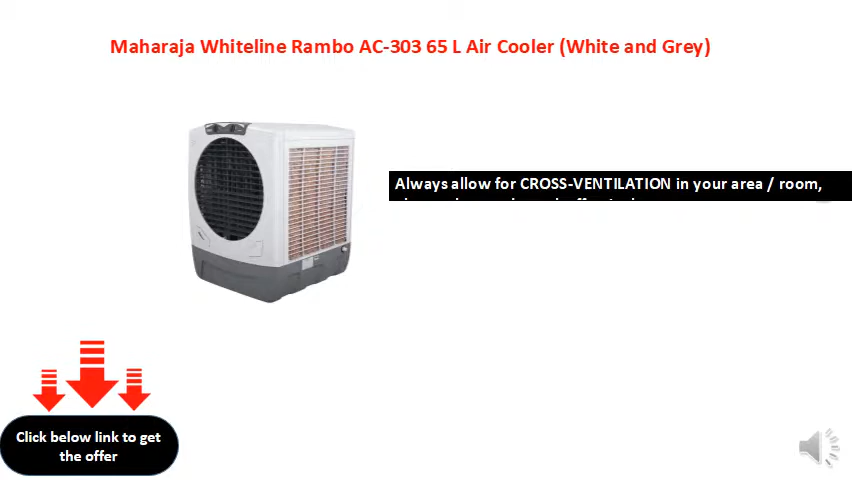 Maharaja Whiteline Rambo AC-303 65 L Air Cooler (White and Grey)
Always allow for CROSS-VENTILATION in your area / room,
Click below link to get
the offer